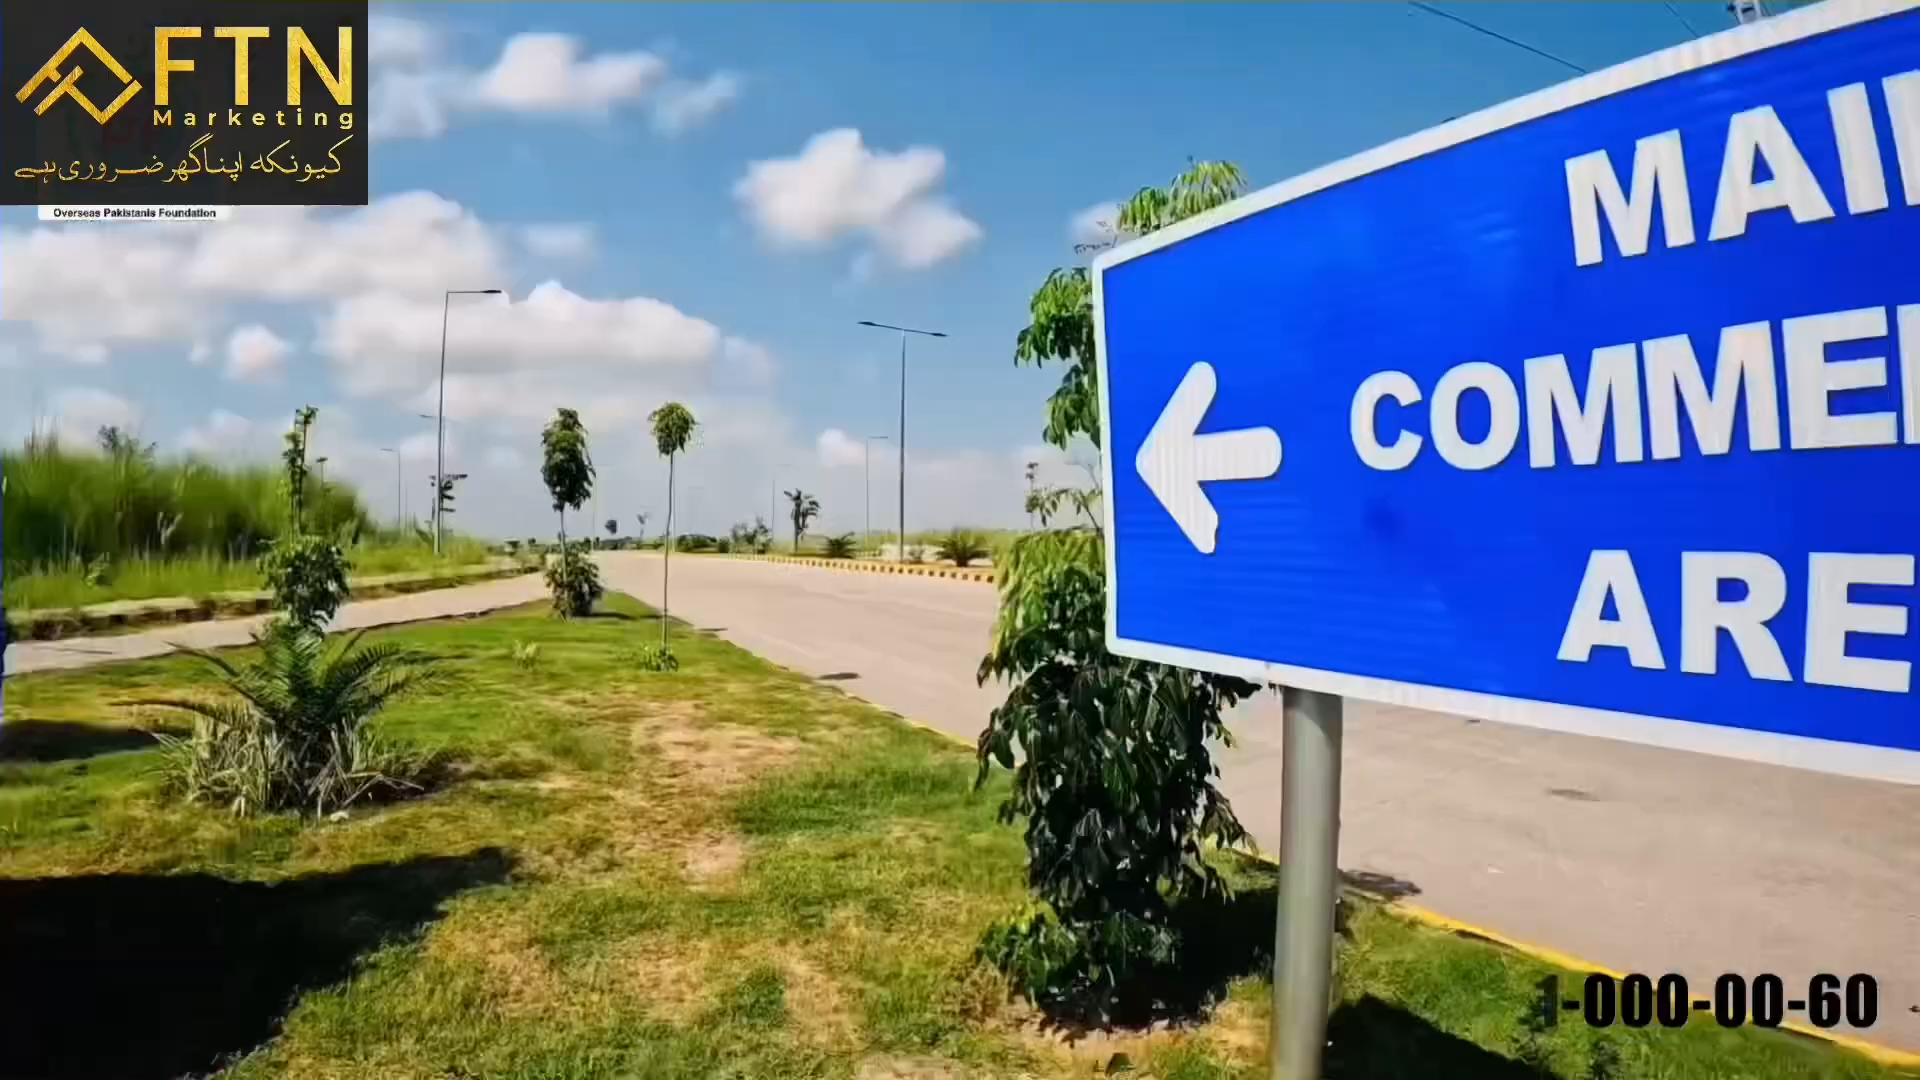 FTN
Marketing
کیونکہ اپنا گھر ضروری ہے
Overseas Pakistanis Foundation
MAI
COMME
ARE
1-000-00-60